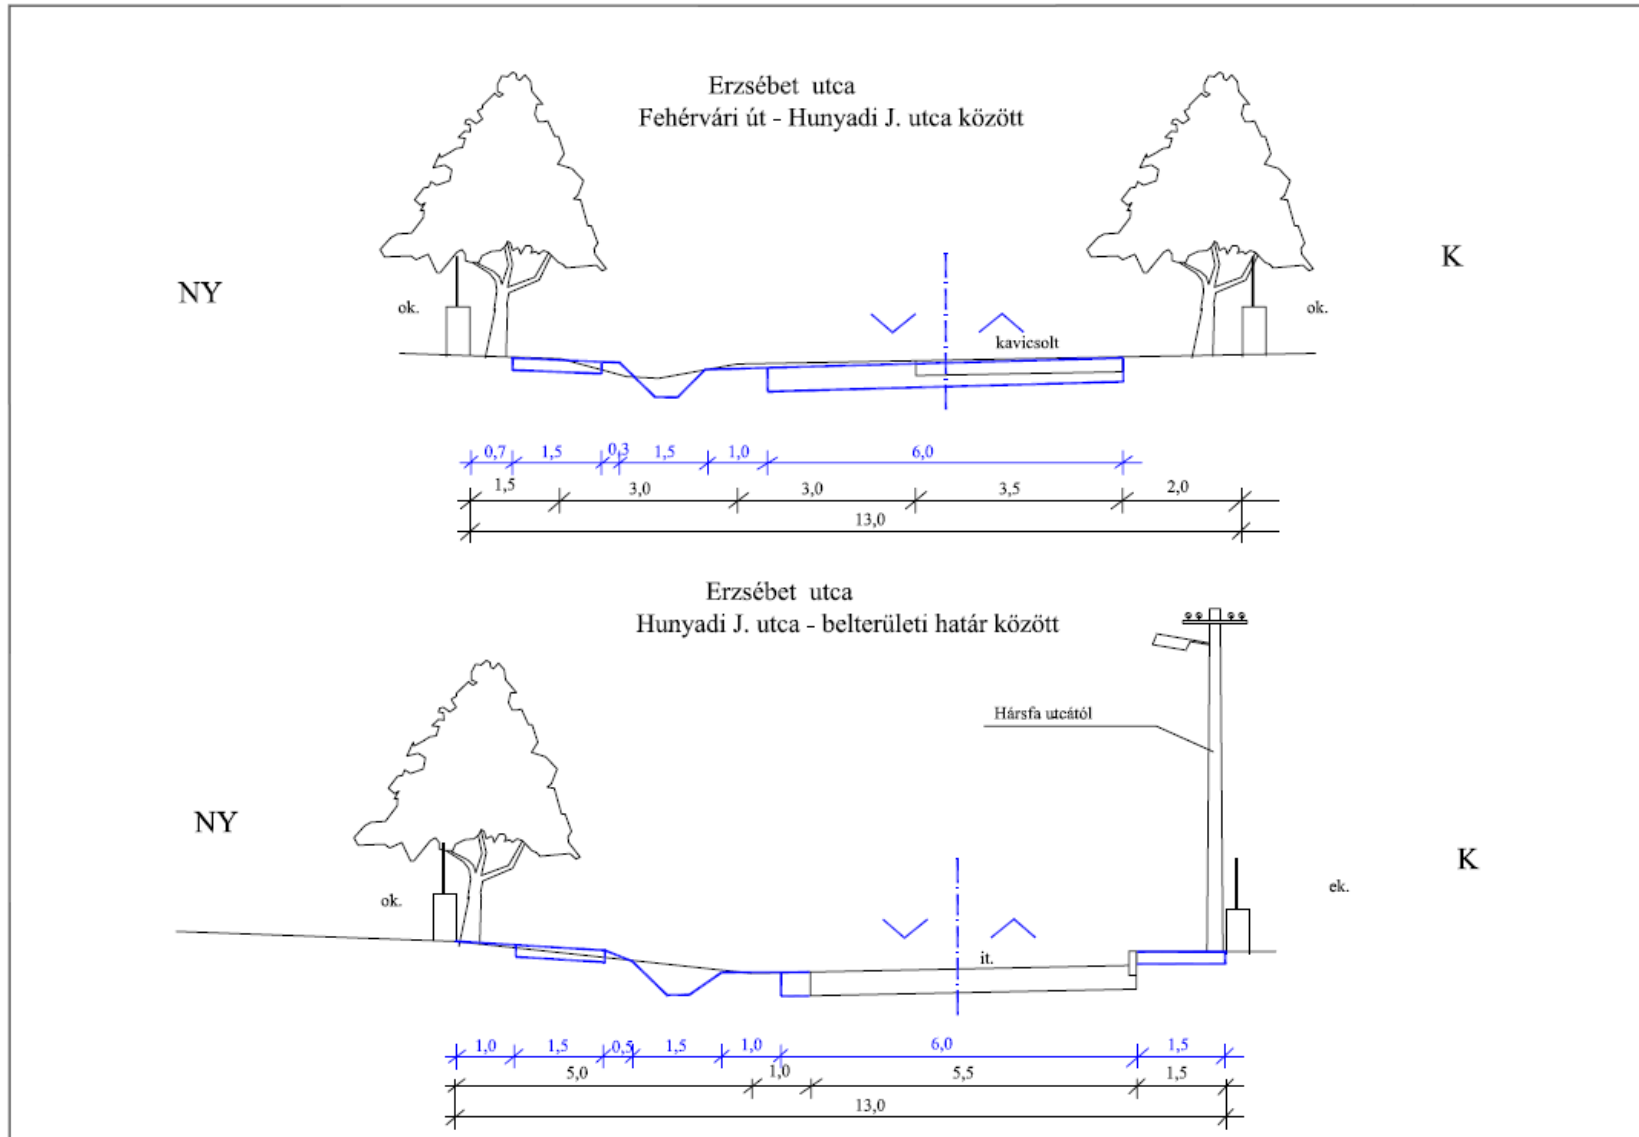 Erzsébet utca
Fehérvári út - Hunyadi J. utca között
NY
K
ok.
ok.
kavicsolt
0,7 1,5 0,3 1,5 1,0 6,0
1,5 3,0 3,0 3,5 2,0
13,0
Erzsébet utca
Hunyadi J. utca - belterületi határ között
Hársfa utcától
NY
K
ok.
ek.
it.
1,0 1,5 0,5 1,5 1,0 6,0 1,5
5,0 1,0 5,5 1,5
13,0